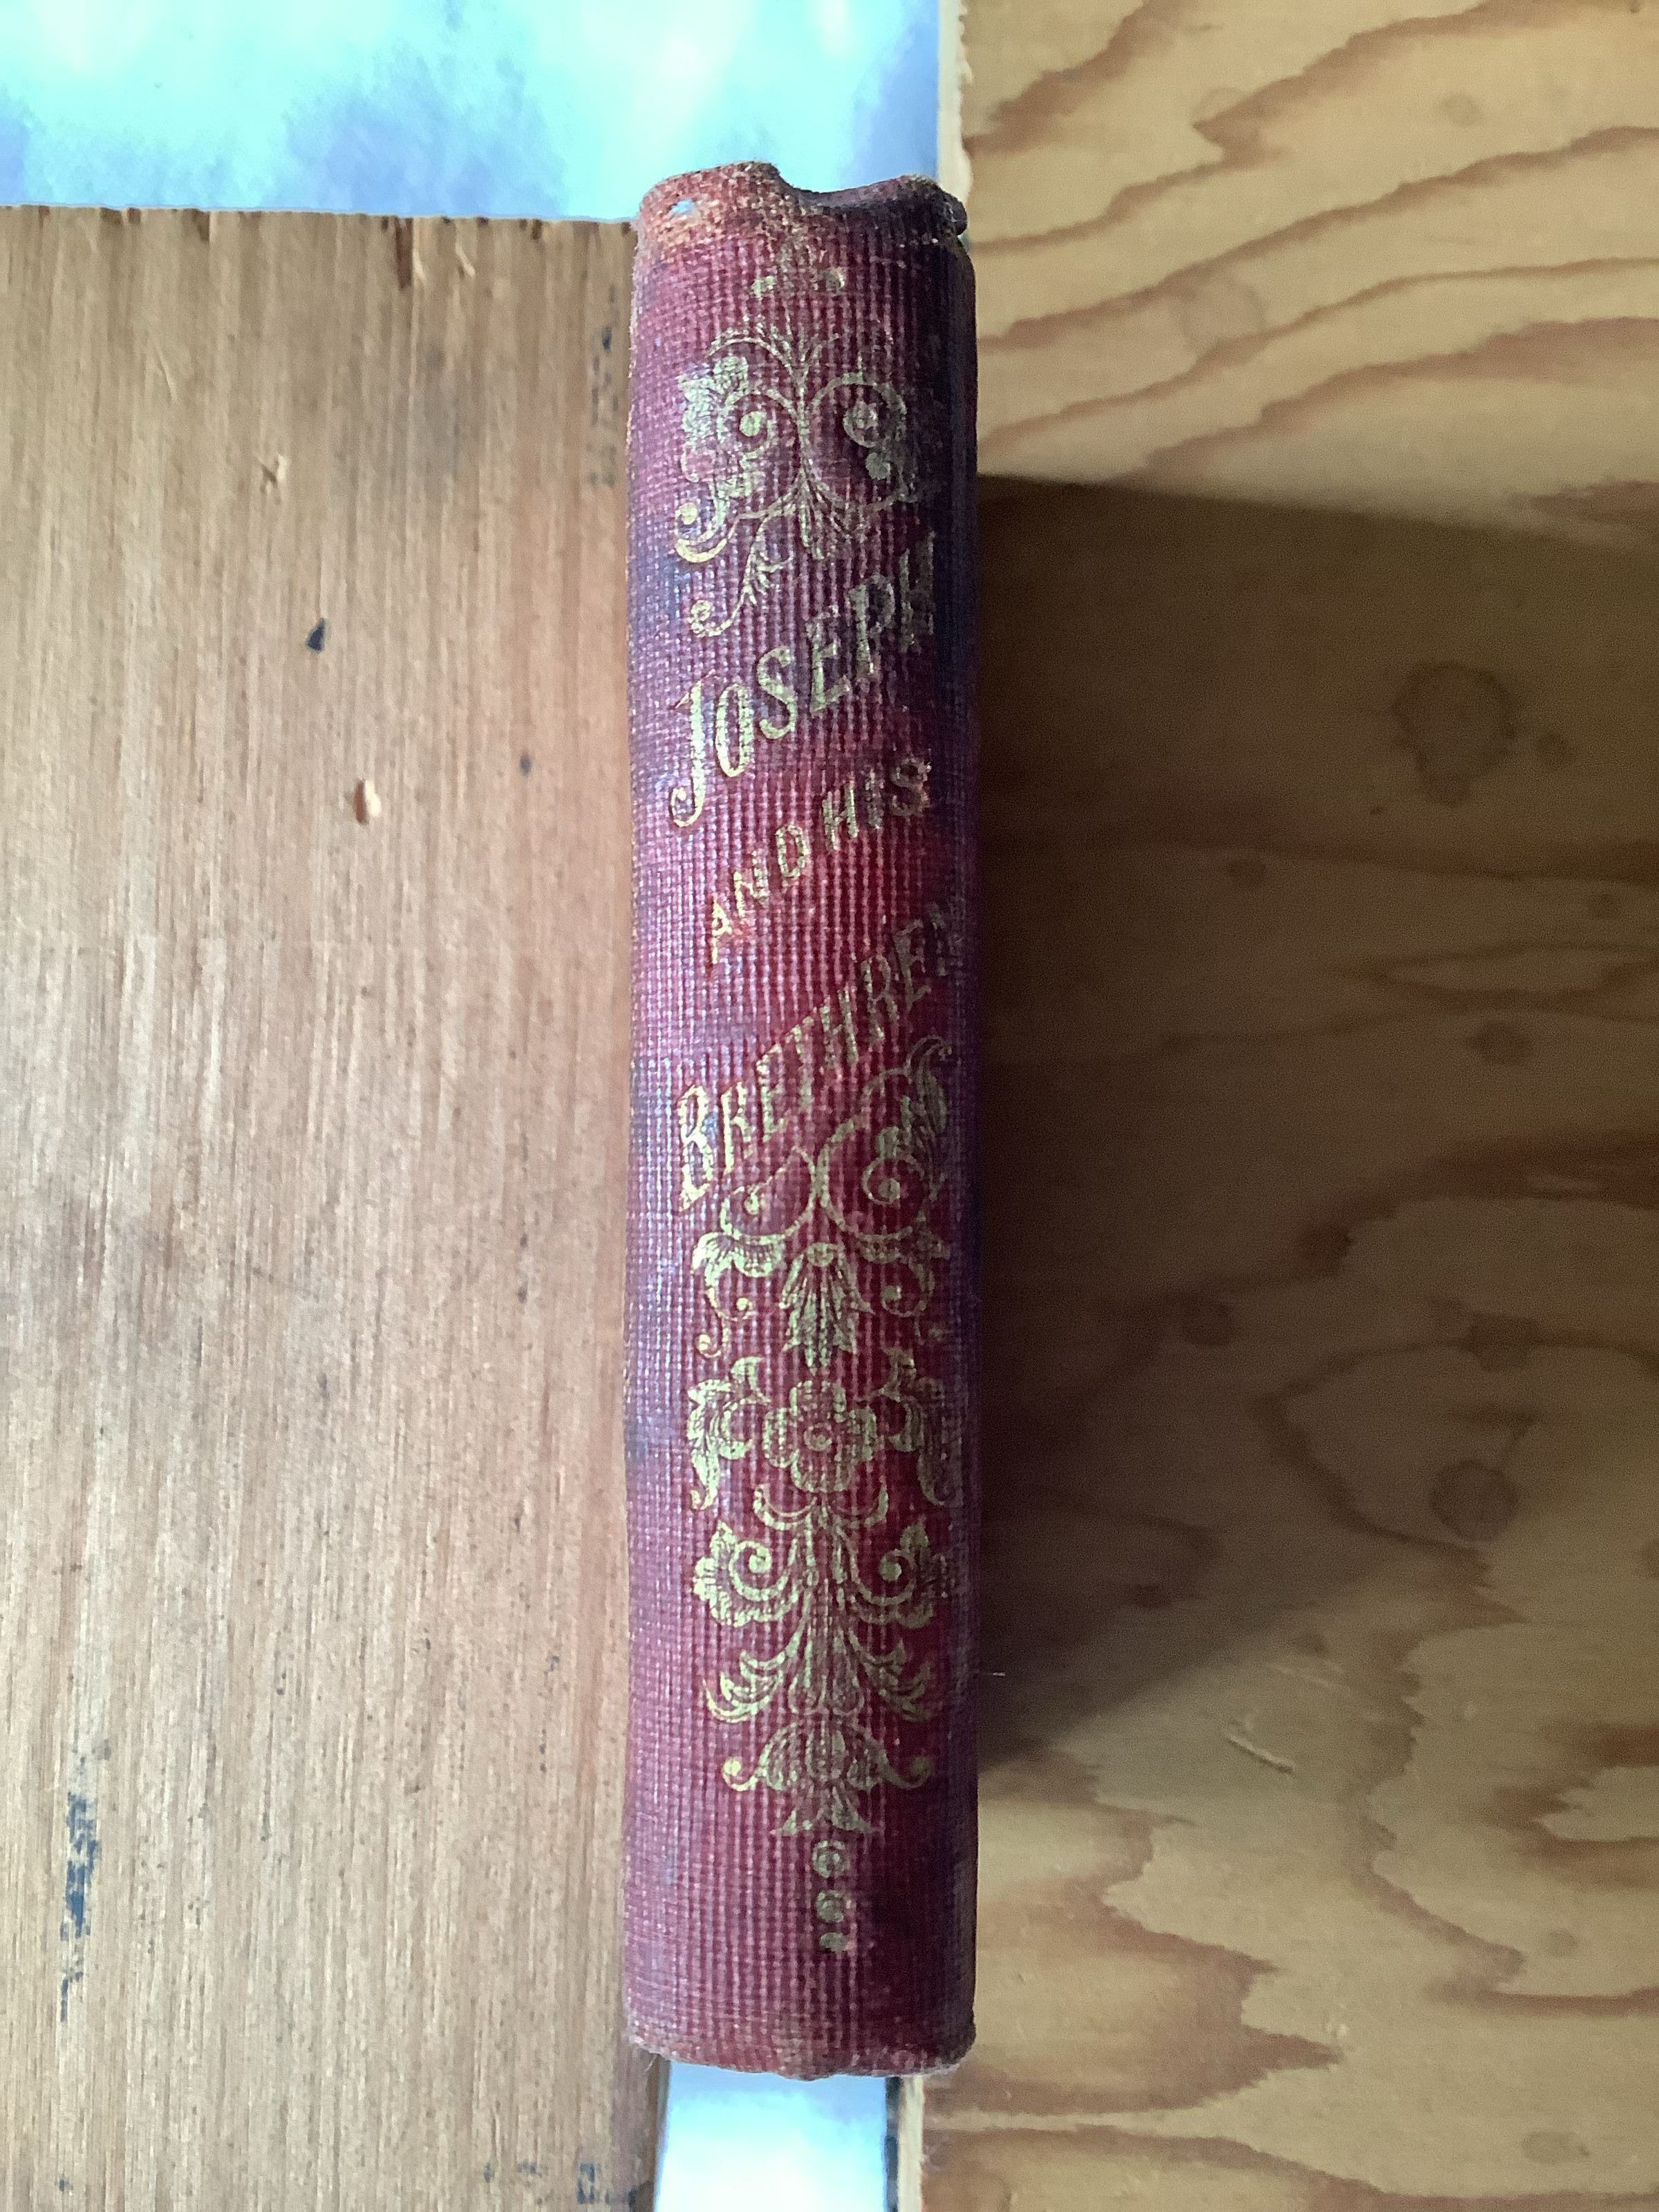 JOSEPH
AND HIS
BRETHREN